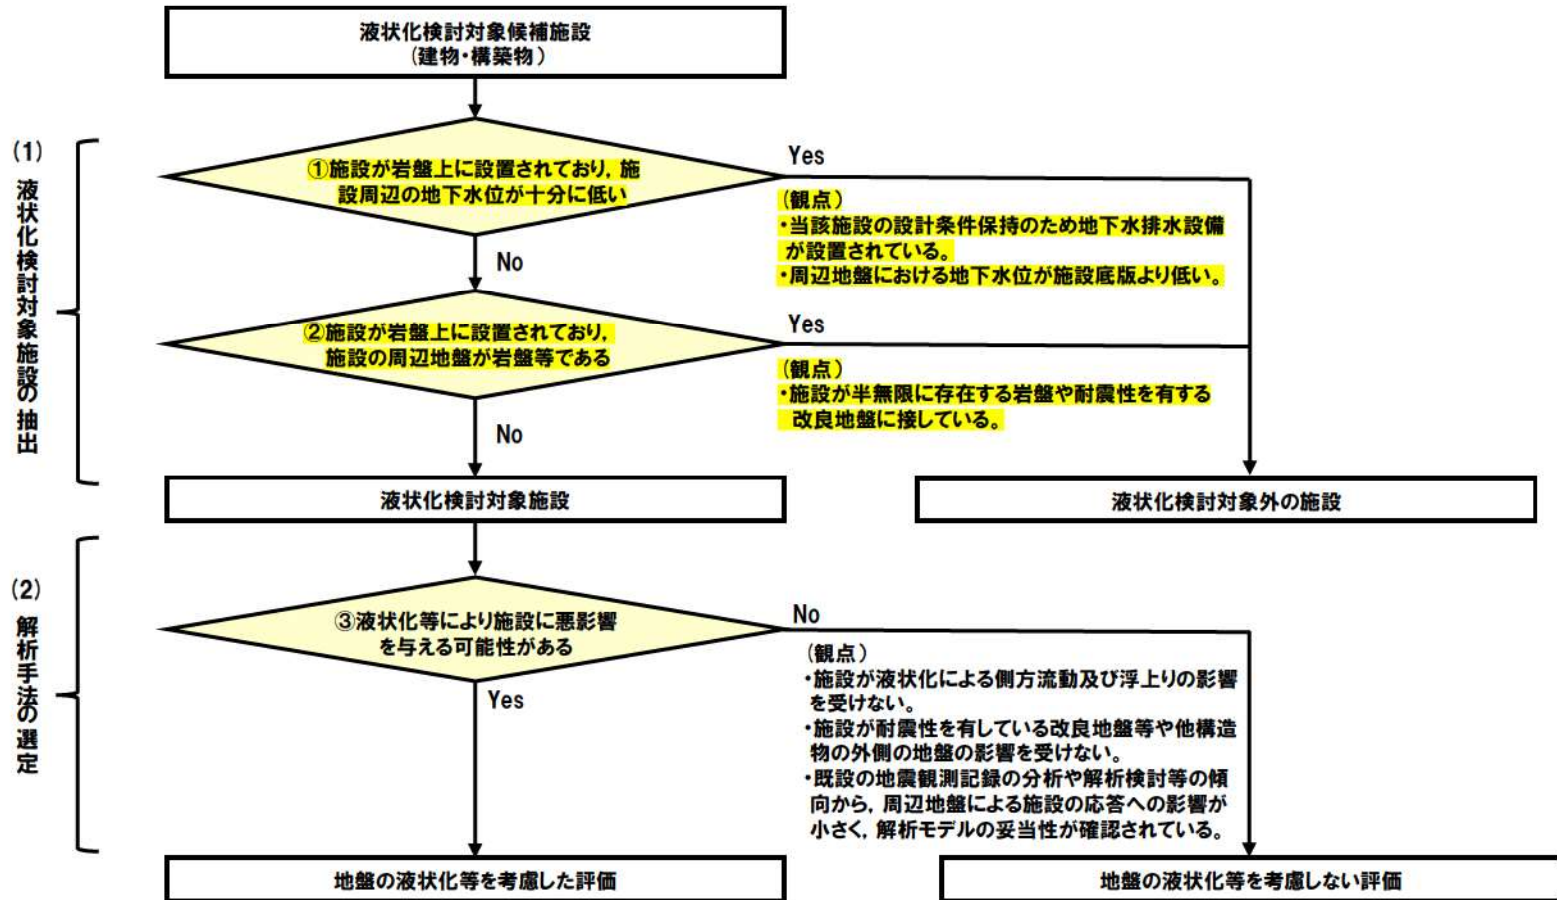 液状化検討対象候補施設
(建物・構築物)
(1)
液状化検討対象施設の抽出
①施設が岩盤上に設置されており,施
設周辺の地下水位が十分に低い
Yes
(観点)
・当該施設の設計条件保持のため地下水排水設備
が設置されている。
・周辺地盤における地下水位が施設底版より低い。
No
②施設が岩盤上に設置されており,
施設の周辺地盤が岩盤等である
Yes
(観点)
・施設が半無限に存在する岩盤や耐震性を有する
改良地盤に接している。
No
液状化検討対象施設
液状化検討対象外の施設
(2)
解析手法の選定
③液状化等により施設に悪影響
を与える可能性がある
No
(観点)
・施設が液状化による側方流動及び浮上りの影響
を受けない。
・施設が耐震性を有している改良地盤等や他構造
物の外側の地盤の影響を受けない。
・既設の地震観測記録の分析や解析検討等の傾
向から,周辺地盤による施設の応答への影響が
小さく,解析モデルの妥当性が確認されている。
Yes
地盤の液状化等を考慮した評価
地盤の液状化等を考慮しない評価